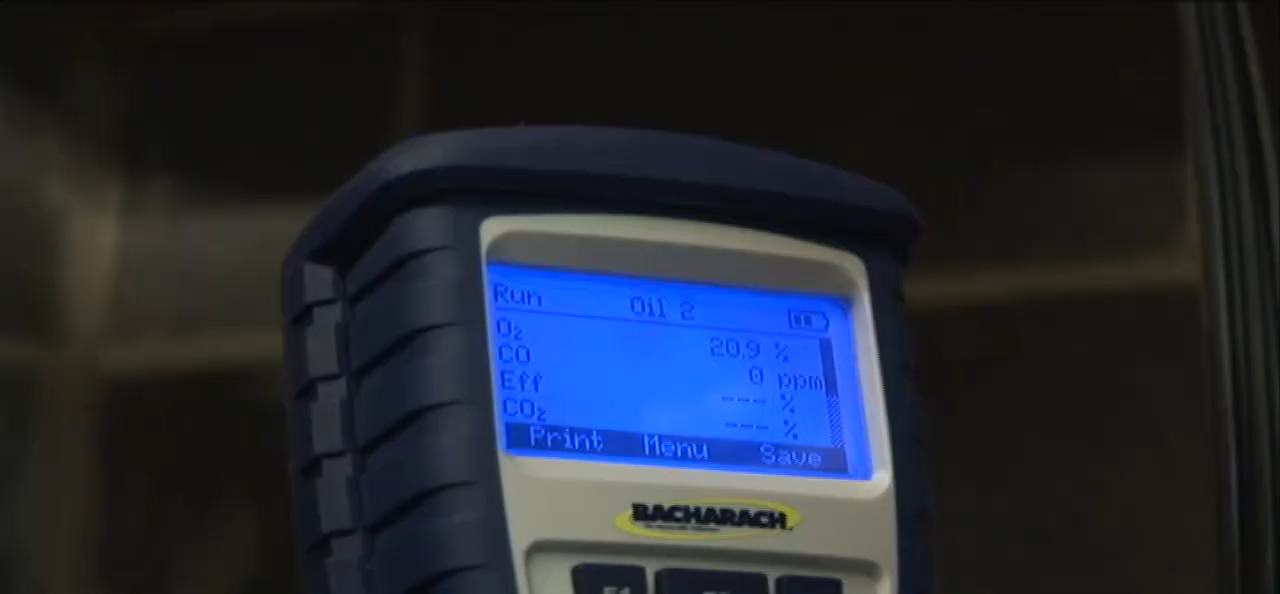 Run Oil 2
O₂ 20.9 %
CO 0 ppm
Eff --- %
CO₂ --- %
Print Menu Save
BACHARACH